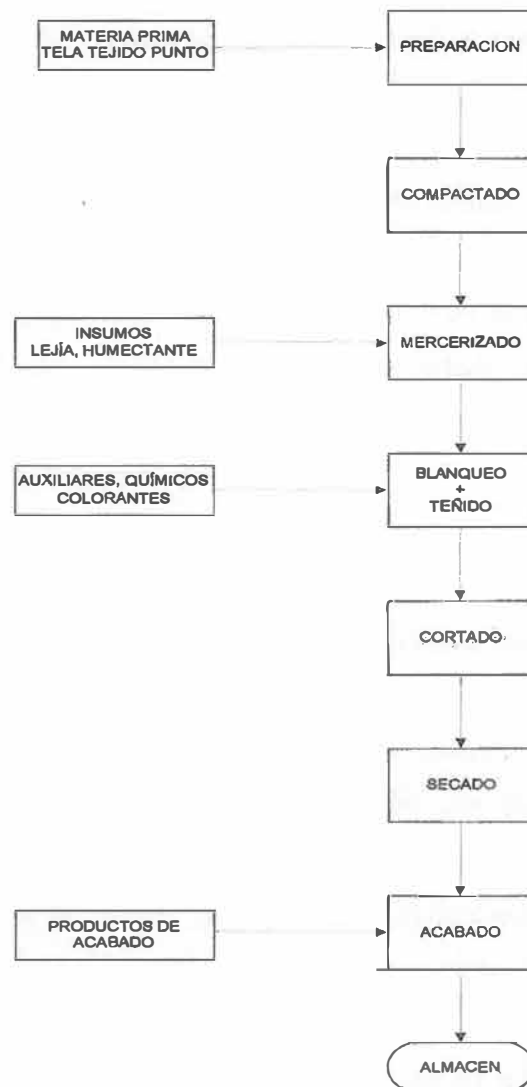 MATERIA PRIMA
TELA TEJIDO PUNTO
PREPARACION
COMPACTADO
INSUMOS
LEJÍA, HUMECTANTE
MERCERIZADO
AUXILIARES, QUÍMICOS
COLORANTES
BLANQUEO
+
TEÑIDO
CORTADO
SECADO
PRODUCTOS DE
ACABADO
ACABADO
ALMACEN